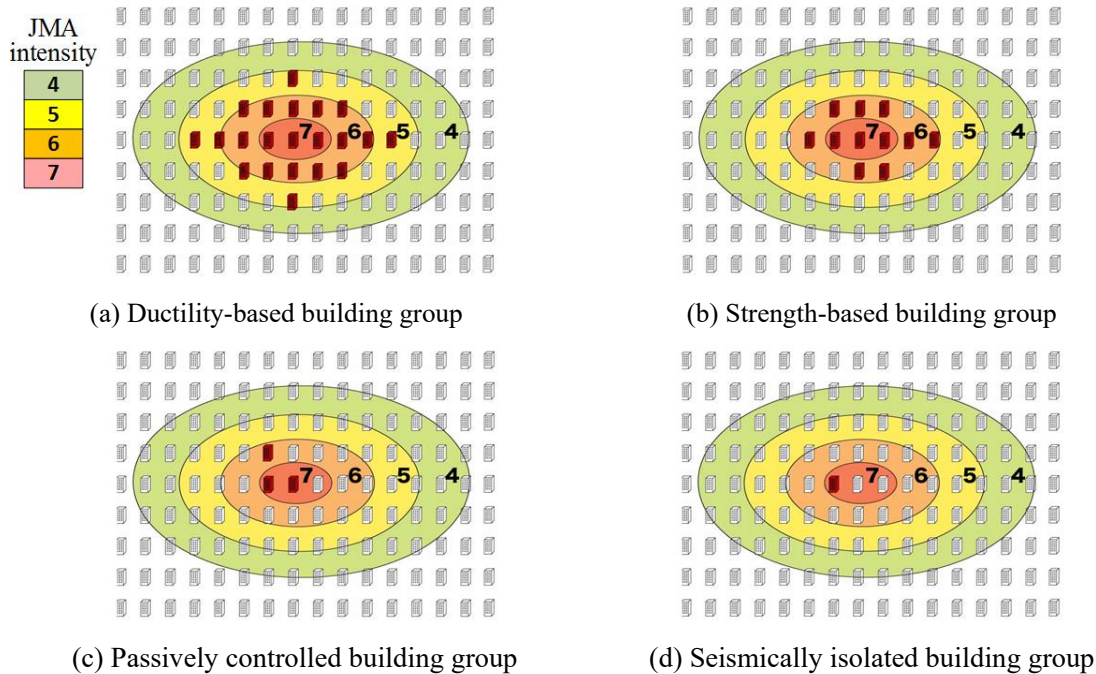 JMA
intensity
4
5
6
7
7 6 5 4
7 6 5 4
(a) Ductility-based building group
(b) Strength-based building group
7 6 5 4
7 6 5 4
(c) Passively controlled building group
(d) Seismically isolated building group